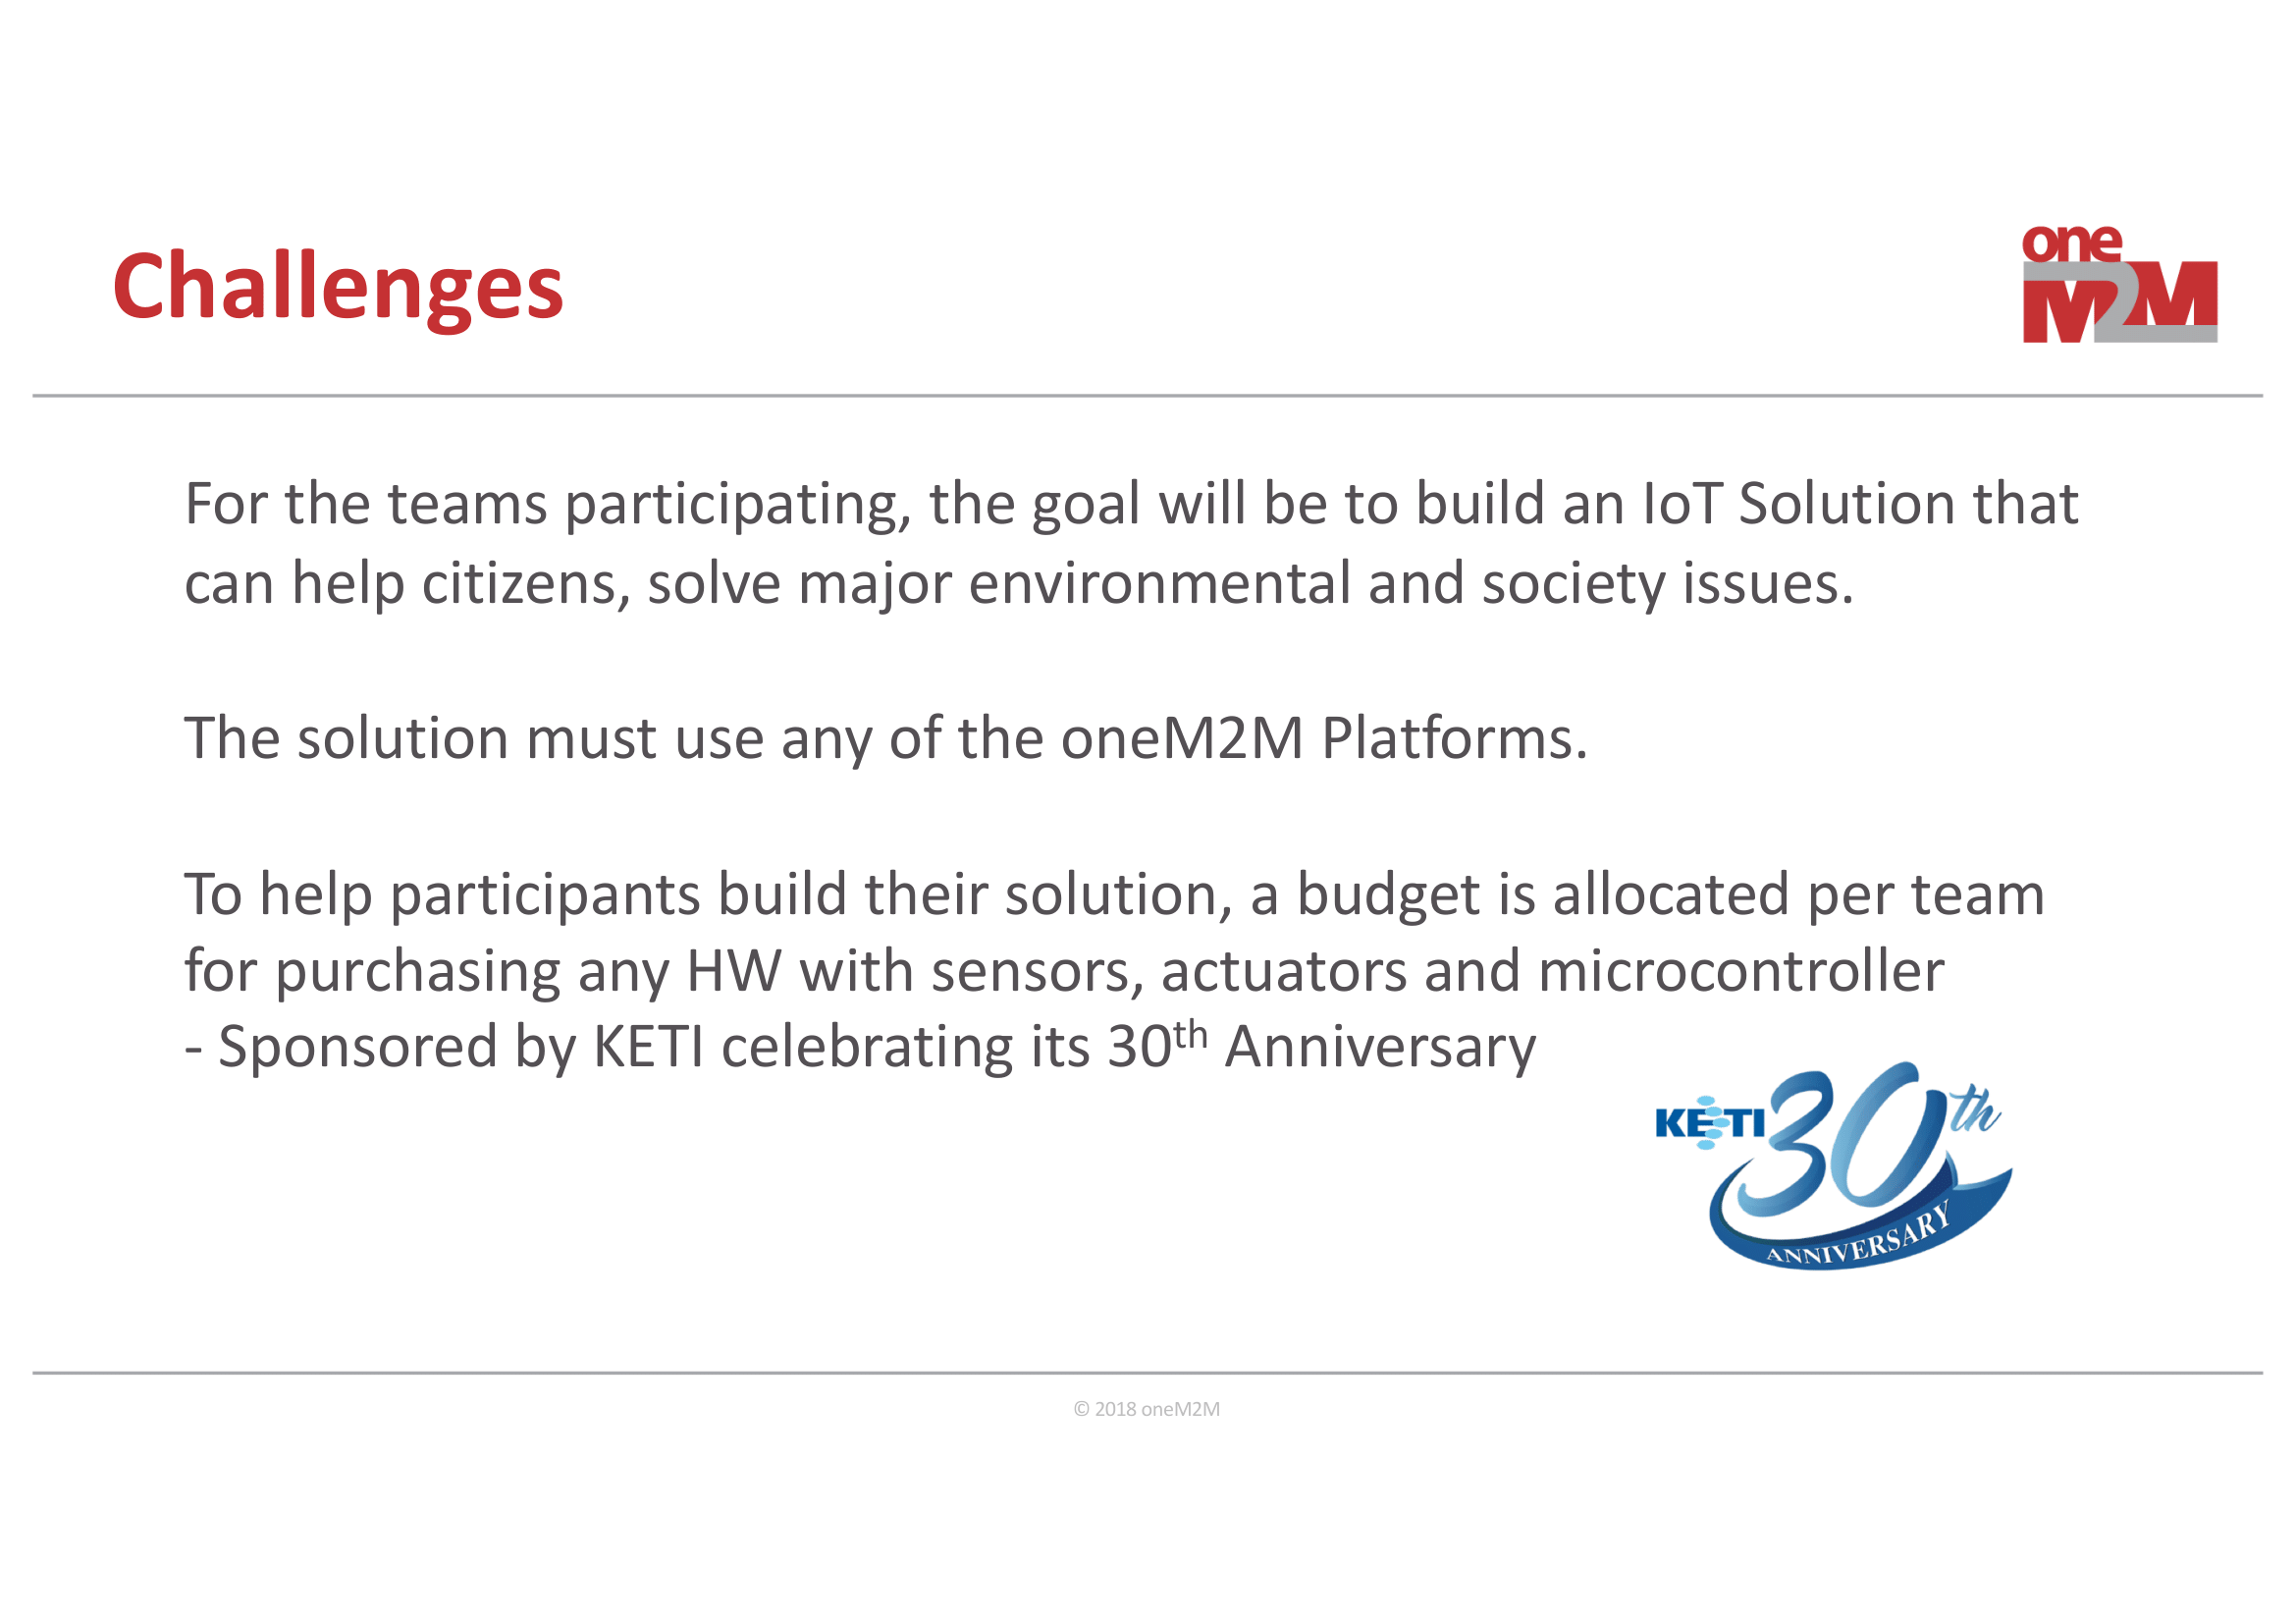 Challenges
one
M2M
For the teams participating, the goal will be to build an IoT Solution that
can help citizens, solve major environmental and society issues.
The solution must use any of the oneM2M Platforms.
To help participants build their solution, a budget is allocated per team
for purchasing any HW with sensors, actuators and microcontroller
- Sponsored by KETI celebrating its 30th Anniversary
KETI 30th
ANNIVERSARY
© 2018 oneM2M